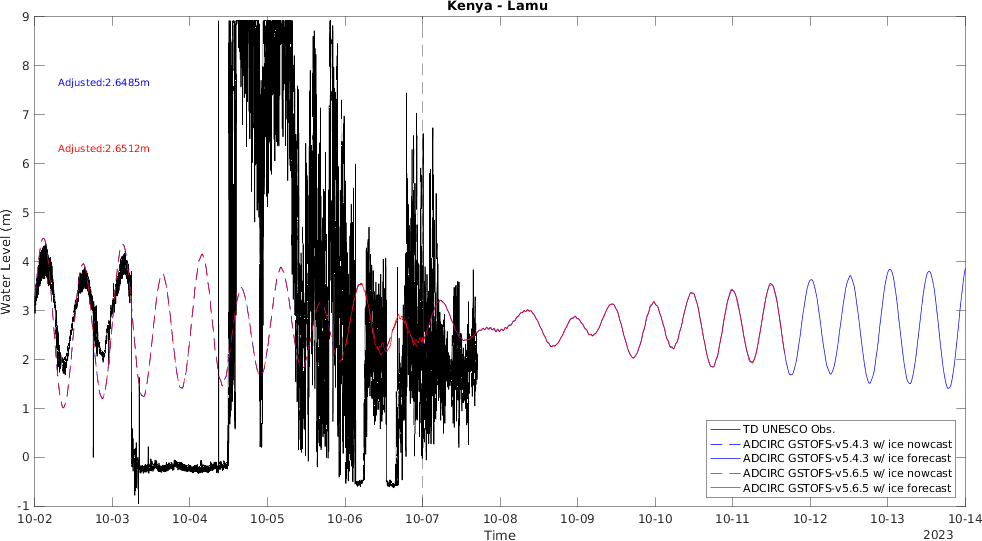 Kenya - Lamu
Water Level (m)
9
8
7
6
5
4
3
2
1
0
-1
Adjusted:2.6485m
Adjusted:2.6512m
TD UNESCO Obs.
ADCIRC GSTOFS-v5.4.3 w/ ice nowcast
ADCIRC GSTOFS-v5.4.3 w/ ice forecast
ADCIRC GSTOFS-v5.6.5 w/ ice nowcast
ADCIRC GSTOFS-v5.6.5 w/ ice forecast
10-02 10-03 10-04 10-05 10-06 10-07 10-08 10-09 10-10 10-11 10-12 10-13 10-14
Time
2023